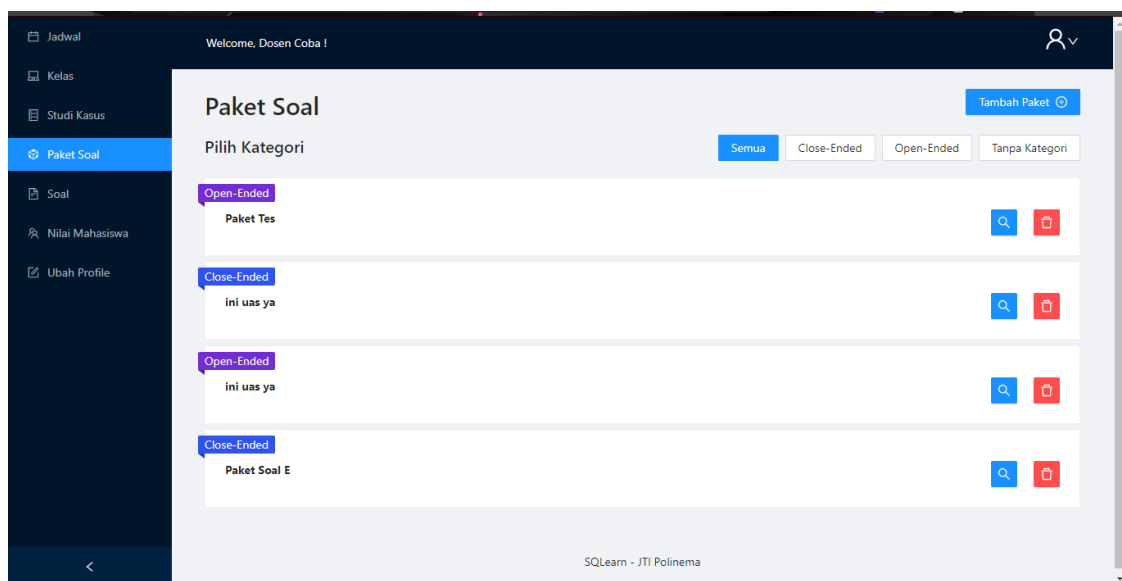 Jadwal
Kelas
Studi Kasus
Paket Soal
Soal
Nilai Mahasiswa
Ubah Profile
Welcome, Dosen Coba !
Paket Soal
Tambah Paket
Pilih Kategori
Semua
Close-Ended
Open-Ended
Tanpa Kategori
Open-Ended
Paket Tes
Close-Ended
ini uas ya
Open-Ended
ini uas ya
Close-Ended
Paket Soal E
SQLearn - JTI Polinema